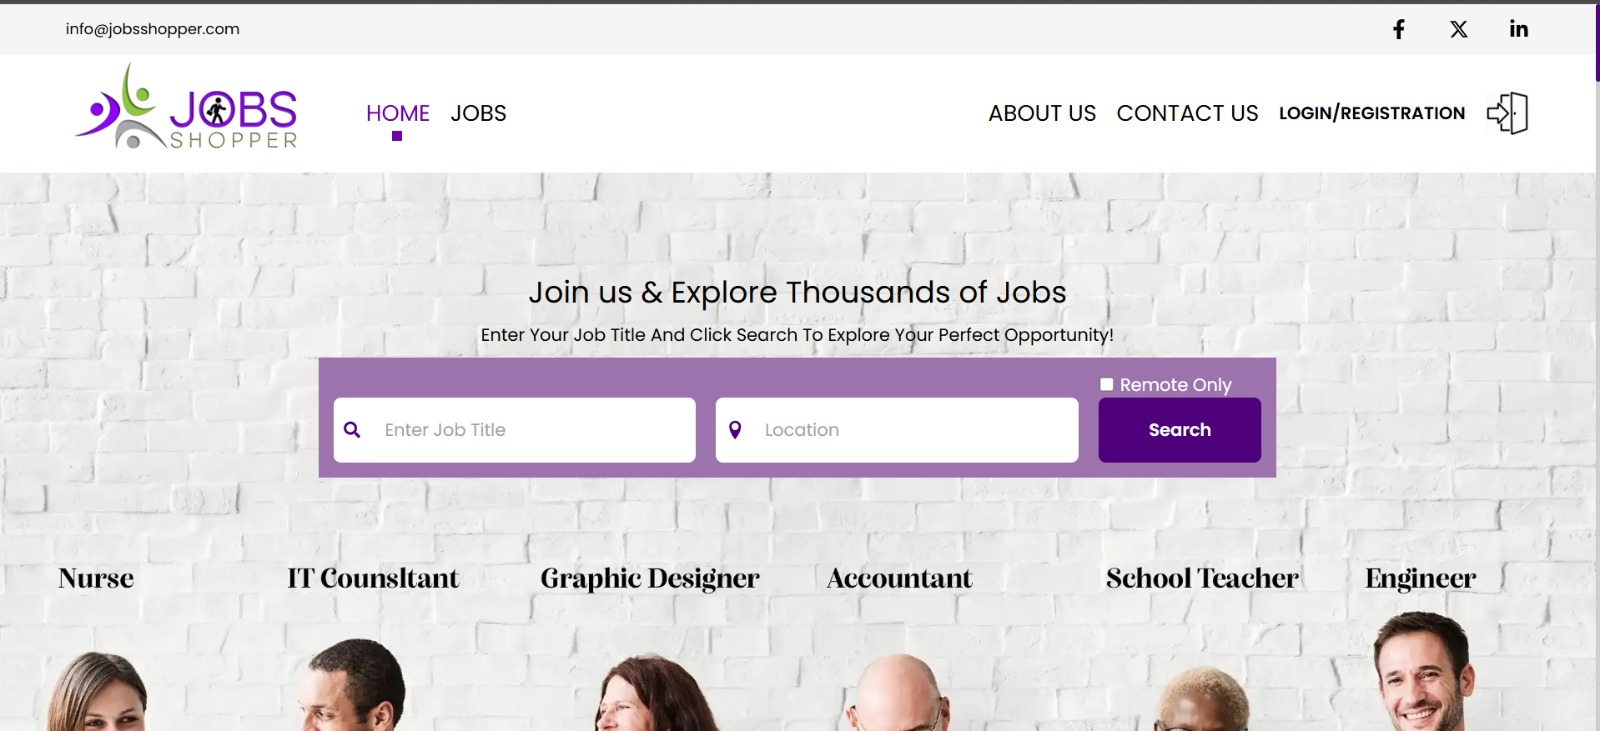 info@jobsshopper.com
JOBS
SHOPPER
HOME JOBS
ABOUT US CONTACT US LOGIN/REGISTRATION
Join us & Explore Thousands of Jobs
Enter Your Job Title And Click Search To Explore Your Perfect Opportunity!
Remote Only
Enter Job Title
Location
Search
Nurse
IT Counsltant
Graphic Designer
Accountant
School Teacher
Engineer